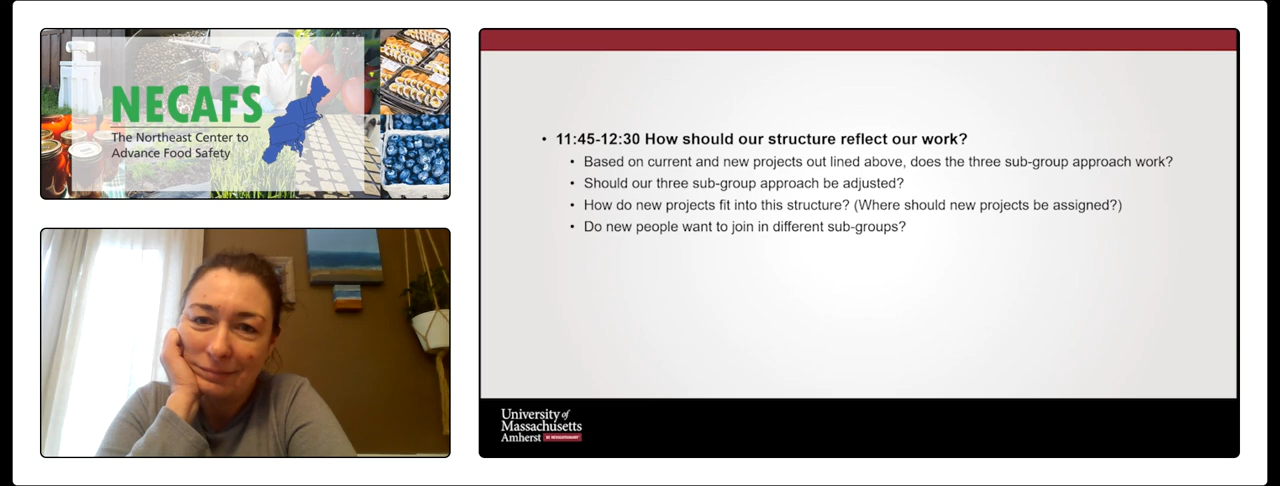 NECAFS
The Northeast Center to
Advance Food Safety
• 11:45-12:30 How should our structure reflect our work?
• Based on current and new projects out lined above, does the three sub-group approach work?
• Should our three sub-group approach be adjusted?
• How do new projects fit into this structure? (Where should new projects be assigned?)
• Do new people want to join in different sub-groups?
University of
Massachusetts
Amherst BE REVOLUTIONARY